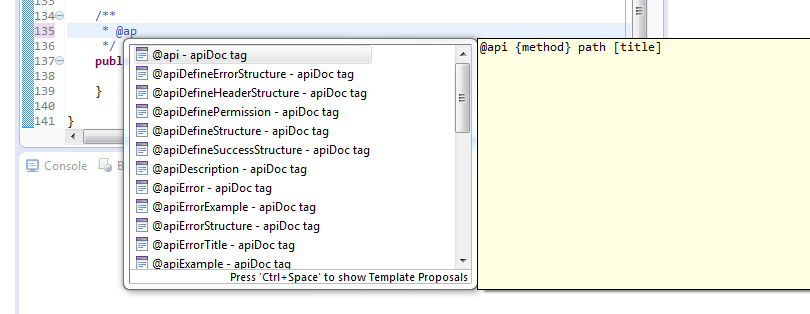 133
134 /**
135 * @ap
136 */
137 publ
138
139 }
140
141 }
Console
@api - apiDoc tag
@apiDefineErrorStructure - apiDoc tag
@apiDefineHeaderStructure - apiDoc tag
@apiDefinePermission - apiDoc tag
@apiDefineStructure - apiDoc tag
@apiDefineSuccessStructure - apiDoc tag
@apiDescription - apiDoc tag
@apiError - apiDoc tag
@apiErrorExample - apiDoc tag
@apiErrorStructure - apiDoc tag
@apiErrorTitle - apiDoc tag
@apiExample - apiDoc tag
Press 'Ctrl+Space' to show Template Proposals
@api {method} path [title]